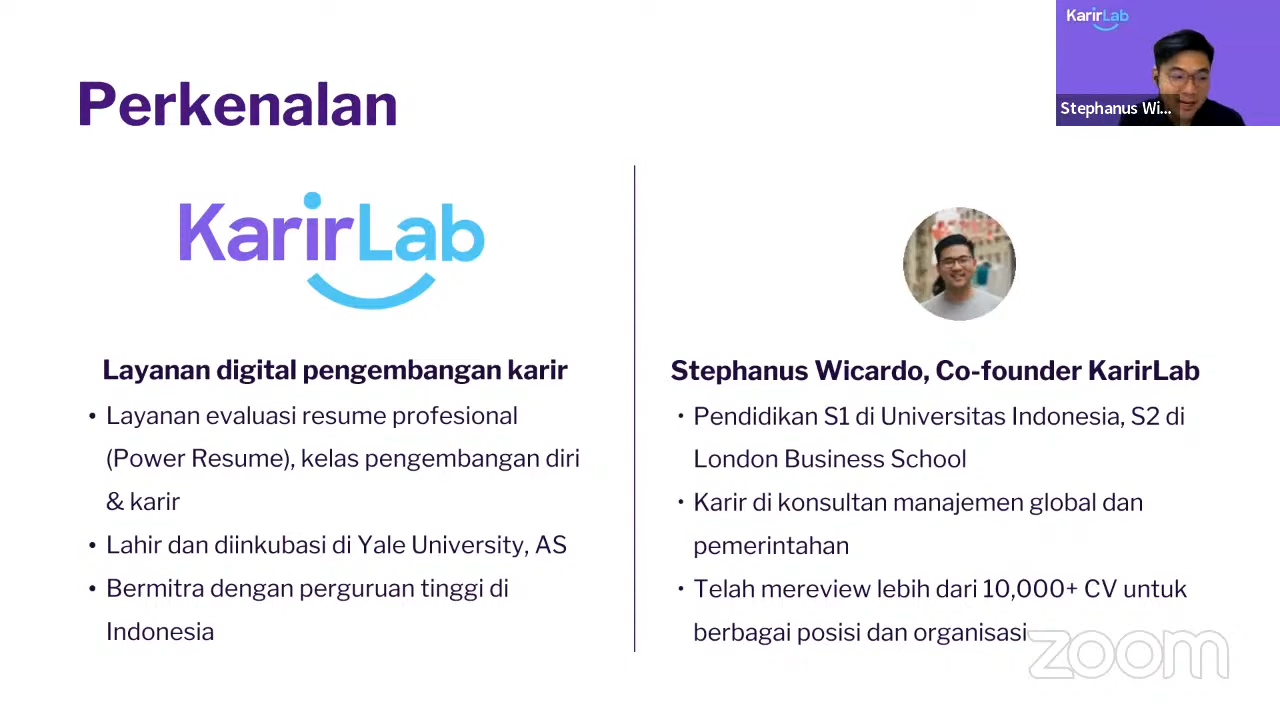 KarirLab
Stephanus Wi...
Perkenalan
KarirLab
Layanan digital pengembangan karir
• Layanan evaluasi resume profesional
(Power Resume), kelas pengembangan diri
& karir
• Lahir dan diinkubasi di Yale University, AS
• Bermitra dengan perguruan tinggi di
Indonesia
Stephanus Wicardo, Co-founder KarirLab
• Pendidikan S1 di Universitas Indonesia, S2 di
London Business School
• Karir di konsultan manajemen global dan
pemerintahan
• Telah mereview lebih dari 10,000+ CV untuk
berbagai posisi dan organisasi
zoom